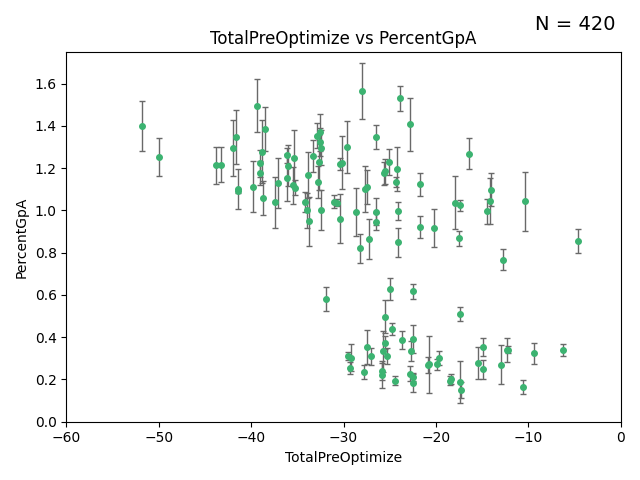 N = 420
TotalPreOptimize vs PercentGpA
1.6
1.4
1.2
1.0
0.8
0.6
0.4
0.2
0.0
PercentGpA
−60 −50 −40 −30 −20 −10 0
TotalPreOptimize